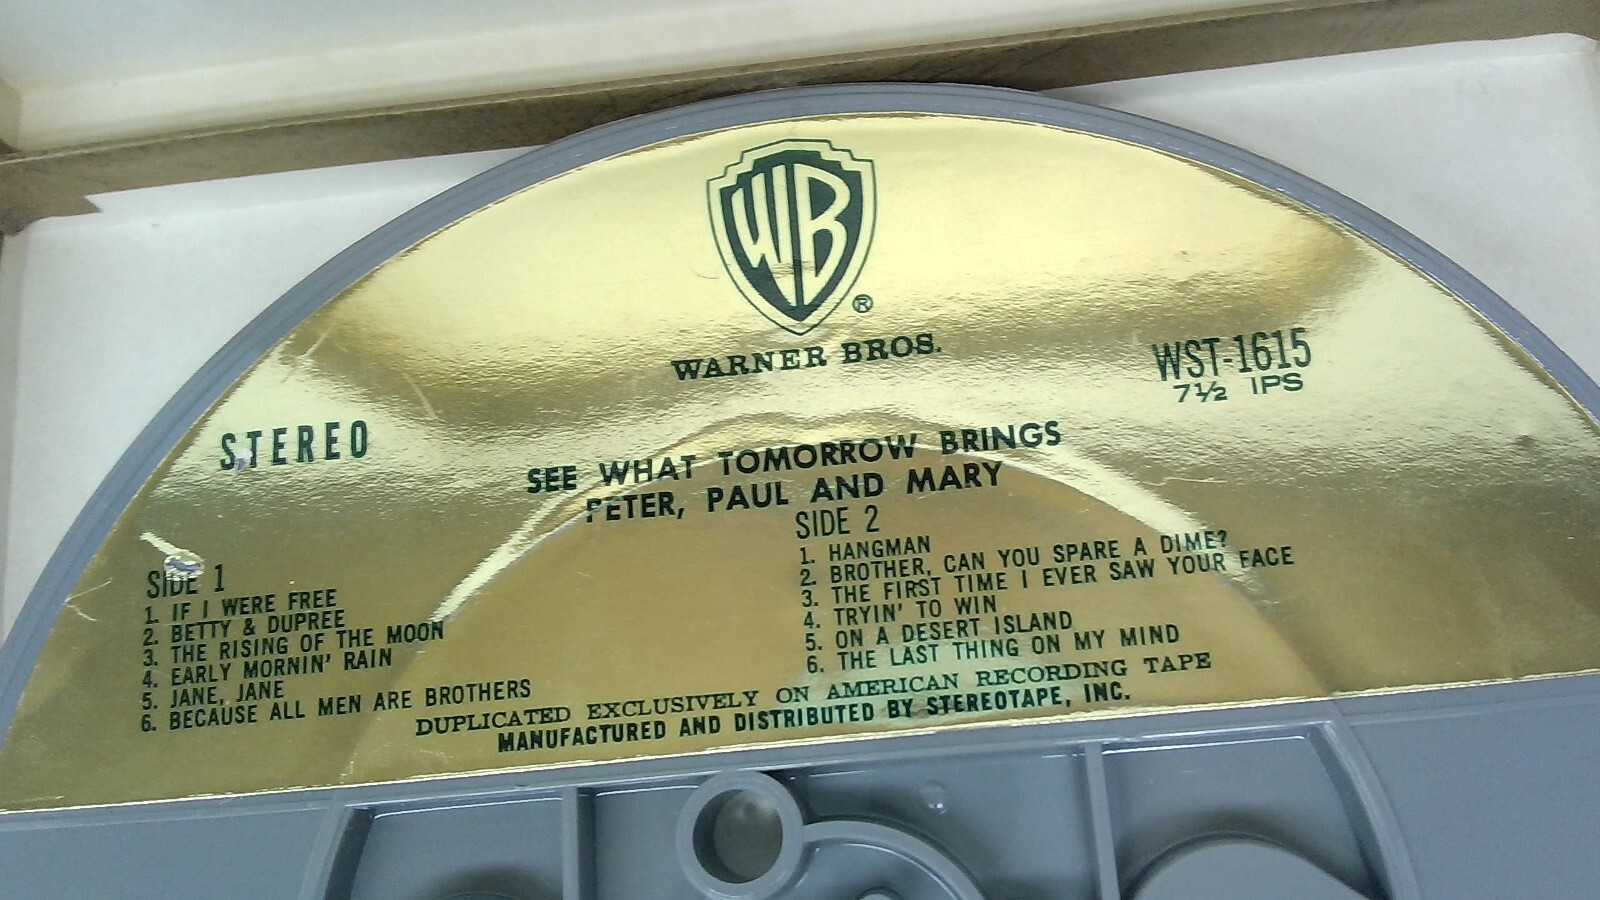 WB
®
WARNER BROS.
WST-1615
7½ IPS
STEREO
SEE WHAT TOMORROW BRINGS
PETER, PAUL AND MARY
SIDE 1
1. IF I WERE FREE
2. BETTY & DUPREE
3. THE RISING OF THE MOON
4. EARLY MORNIN' RAIN
5. JANE, JANE
6. BECAUSE ALL MEN ARE BROTHERS
SIDE 2
1. HANGMAN
2. BROTHER, CAN YOU SPARE A DIME?
3. THE FIRST TIME I EVER SAW YOUR FACE
4. TRYIN' TO WIN
5. ON A DESERT ISLAND
6. THE LAST THING ON MY MIND
DUPLICATED EXCLUSIVELY ON AMERICAN RECORDING TAPE
MANUFACTURED AND DISTRIBUTED BY STEREOTAPE, INC.